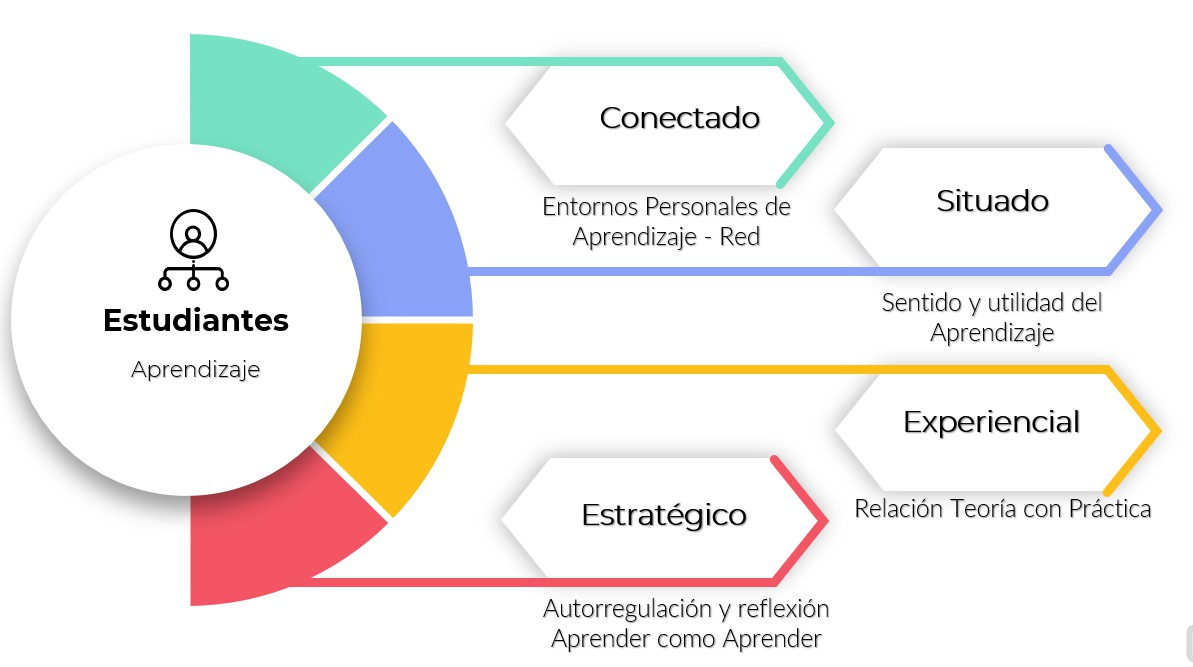 Estudiantes
Aprendizaje
Conectado
Entornos Personales de
Aprendizaje - Red
Situado
Sentido y utilidad del
Aprendizaje
Experiencial
Relación Teoría con Práctica
Estratégico
Autorregulación y reflexión
Aprender como Aprender